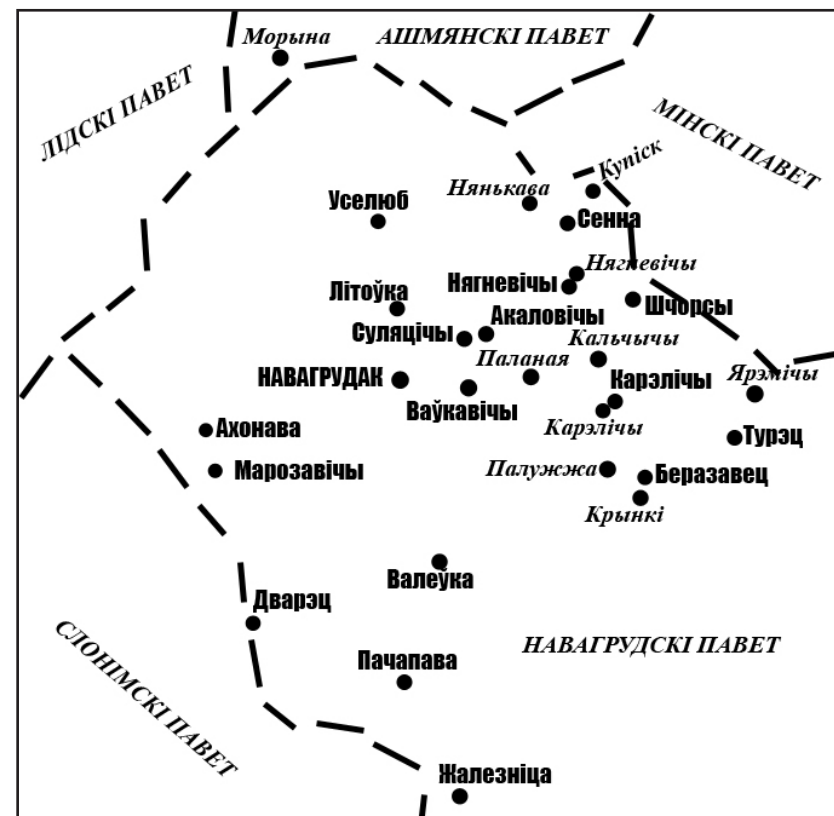 Морына
АШМЯНСКІ ПАВЕТ
ЛІДСКІ ПАВЕТ
МІНСКІ ПАВЕТ
Купіск
Нянькава
Уселюб
Сенна
Нягневічы
Нягневічы
Шчорсы
Літоўка
Акаловічы
Суляцічы
Кальчычы
Паланая
НАВАГРУДАК
Карэлічы
Ярэмічы
Ваўкавічы
Карэлічы
Ахонава
Турэц
Марозавічы
Палужжа
Беразавец
Крынкі
Валеўка
Дварэц
НАВАГРУДСКІ ПАВЕТ
СЛОНІМСКІ ПАВЕТ
Пачапава
Жалезніца